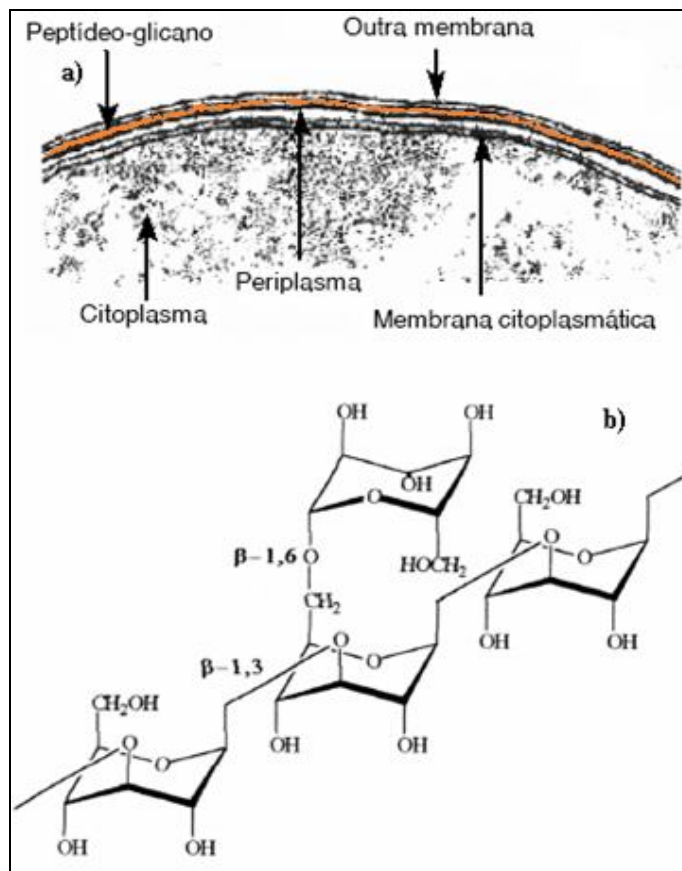 Peptídeo-glicano
Outra membrana
a)
Periplasma
Citoplasma
Membrana citoplasmática
b)
OH
OH
OH
O
CH₂OH
β-1,6
O
HOCH₂
O
O
CH₂
OH
OH
β-1,3
O
O
CH₂OH
O
O
OH
OH
OH
OH